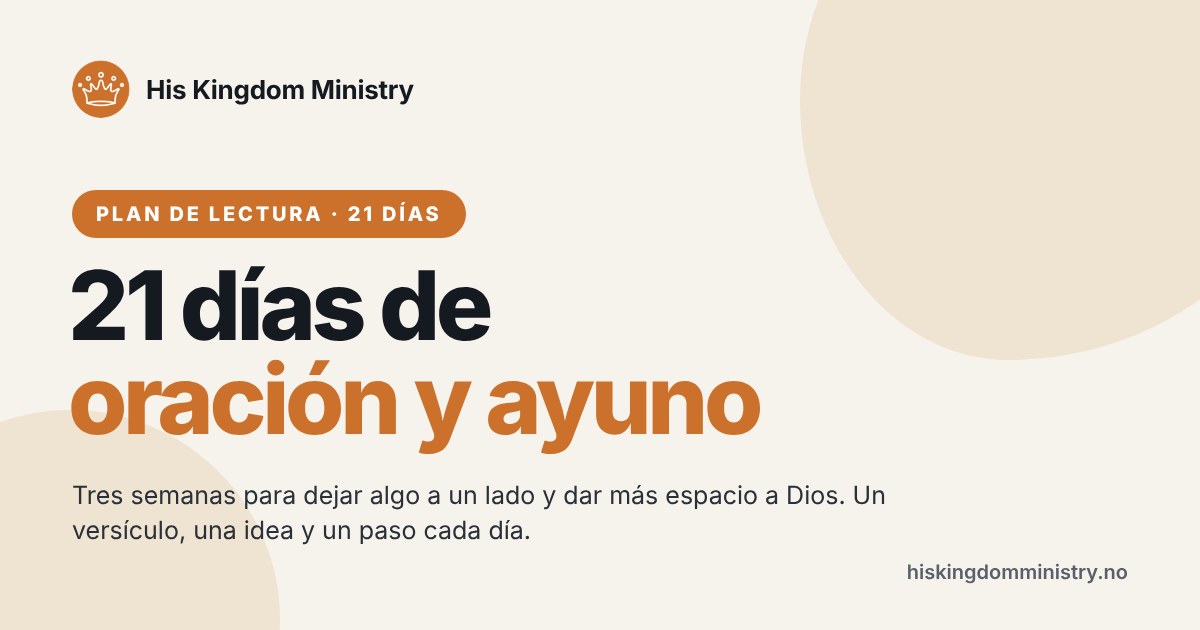 His Kingdom Ministry
PLAN DE LECTURA · 21 DÍAS
21 días de
oración y ayuno
Tres semanas para dejar algo a un lado y dar más espacio a Dios. Un
versículo, una idea y un paso cada día.
hiskingdomministry.no